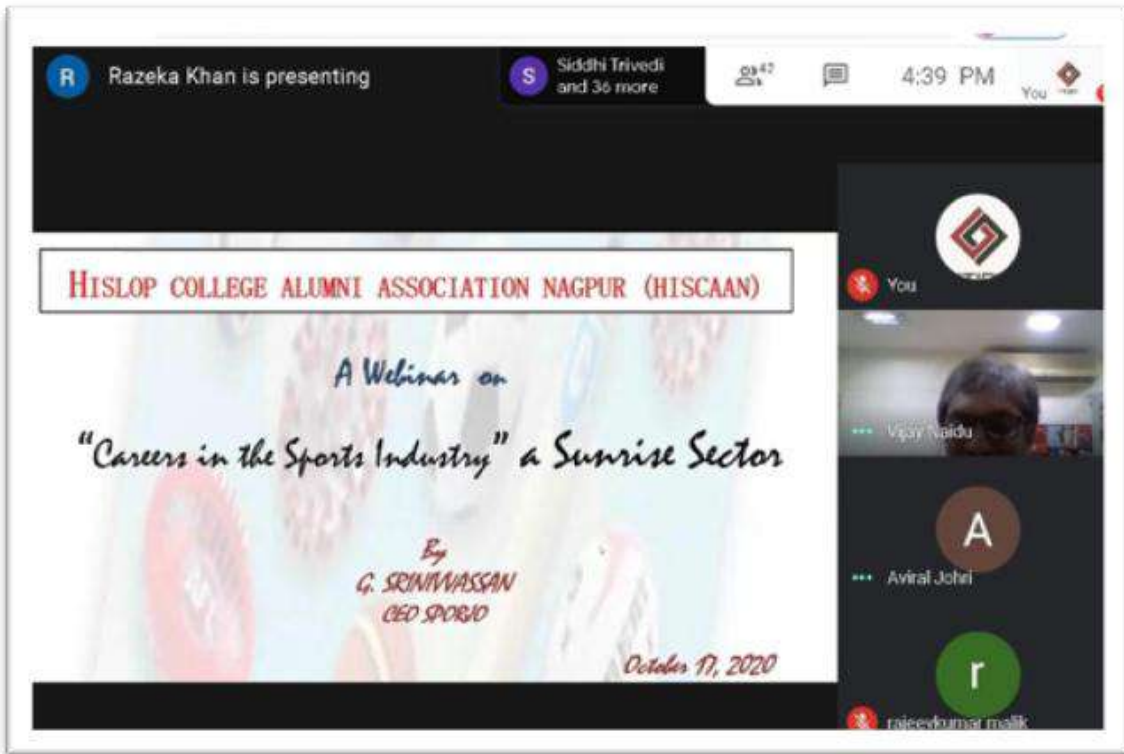 R
Razeka Khan is presenting
S
Siddhi Trivedi
and 36 more
42
4:39 PM
You
HISLOP COLLEGE ALUMNI ASSOCIATION NAGPUR (HISCAAN)
You
A Webinar on
Vijay Naidu
"Careers in the Sports Industry" a Sunrise Sector
A
Aviral Johri
By
G. SRINIWASSAN
CEO SPORJO
October 17, 2020
r
rajeevkumar malik